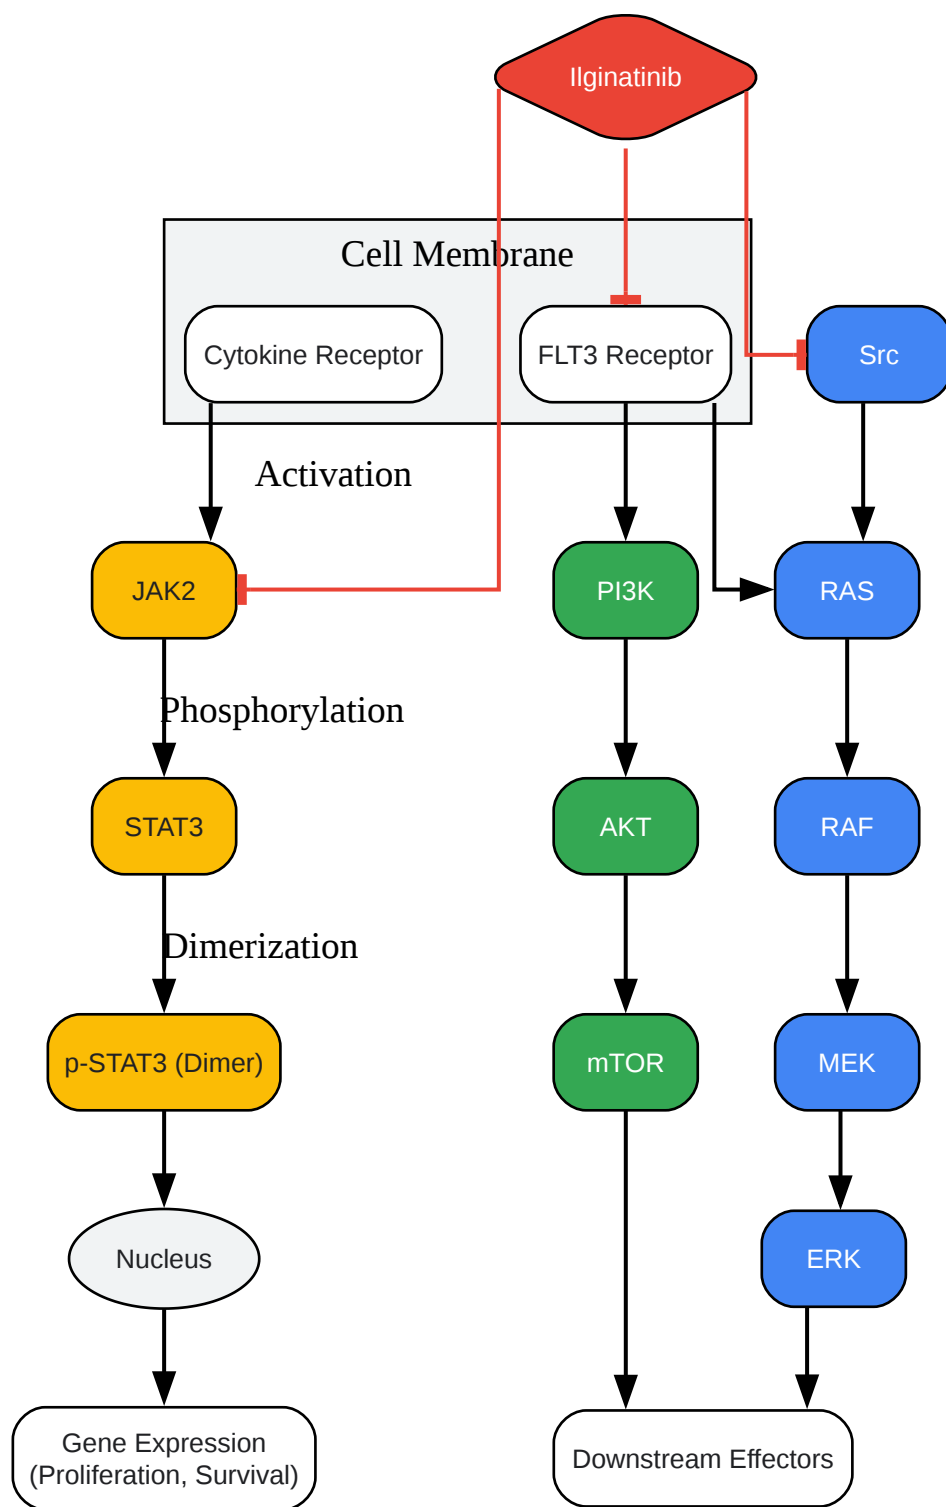 Ilginatinib
Cell Membrane
Cytokine Receptor
FLT3 Receptor
Src
Activation
JAK2
PI3K
RAS
Phosphorylation
STAT3
AKT
RAF
Dimerization
p-STAT3 (Dimer)
mTOR
MEK
Nucleus
ERK
Gene Expression
(Proliferation, Survival)
Downstream Effectors